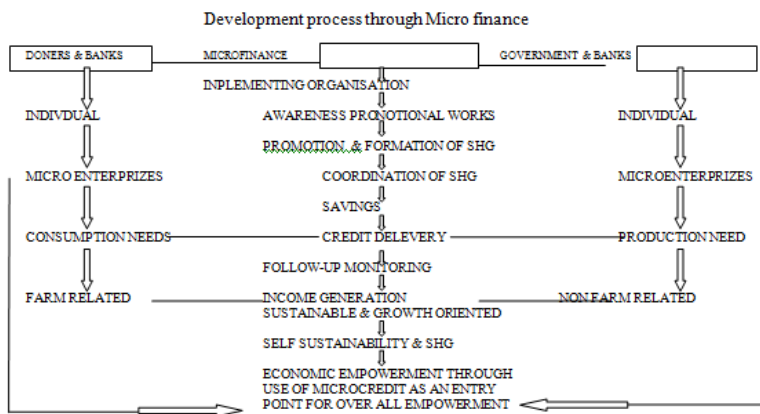 Development process through Micro finance
DONERS & BANKS MICROFINANCE GOVERNMENT & BANKS
INPLEMENTING ORGANISATION
INDIVDUAL AWARENESS PRONOTIONAL WORKS INDIVIDUAL
PROMOTION & FORMATION OF SHG
MICRO ENTERPRIZES COORDINATION OF SHG MICROENTERPRIZES
SAVINGS
CONSUMPTION NEEDS CREDIT DELEVERY PRODUCTION NEED
FOLLOW-UP MONITORING
FARM RELATED INCOME GENERATION NON FARM RELATED
SUSTAINABLE & GROWTH ORIENTED
SELF SUSTAINABILITY & SHG
ECONOMIC EMPOWERMENT THROUGH
USE OF MICROCREDIT AS AN ENTRY
POINT FOR OVER ALL EMPOWERMENT